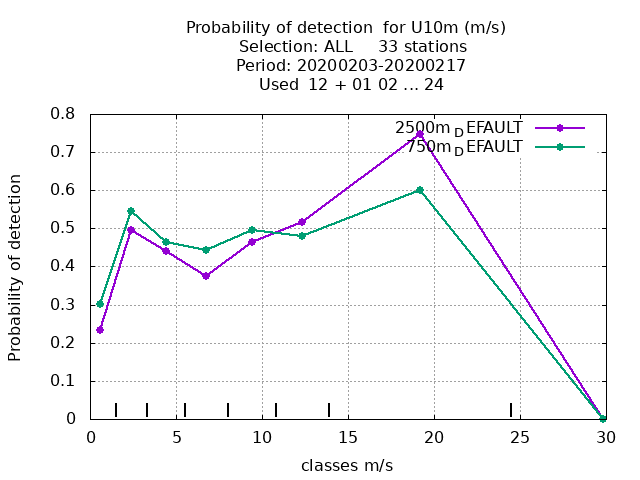 Probability of detection  for U10m (m/s)
Selection: ALL     33 stations
Period: 20200203-20200217
Used  12 + 01 02 ... 24
2500m_DEFAULT
750m_DEFAULT
0.8
0.7
0.6
0.5
0.4
0.3
0.2
0.1
0
Probability of detection
0 5 10 15 20 25 30
classes m/s